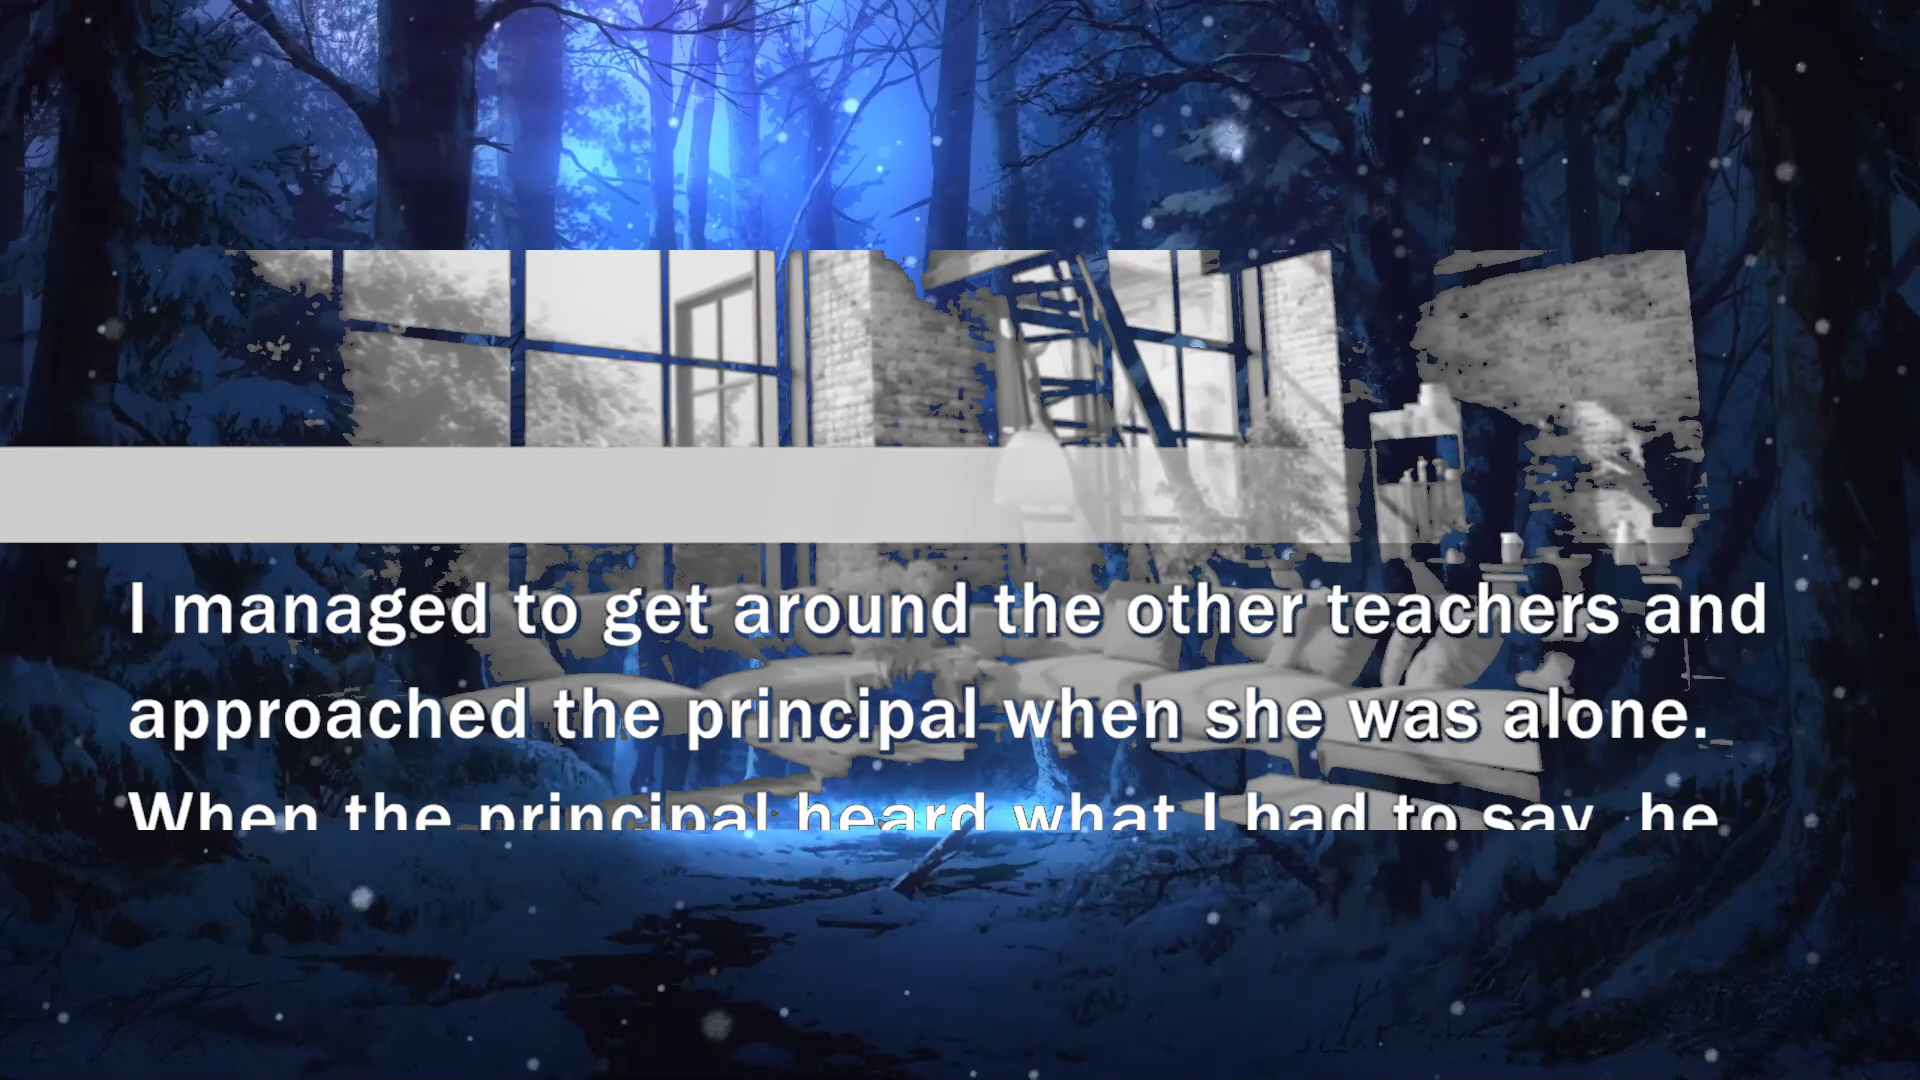 I managed to get around the other teachers and
approached the principal when she was alone.
When the principal heard what I had to say, he